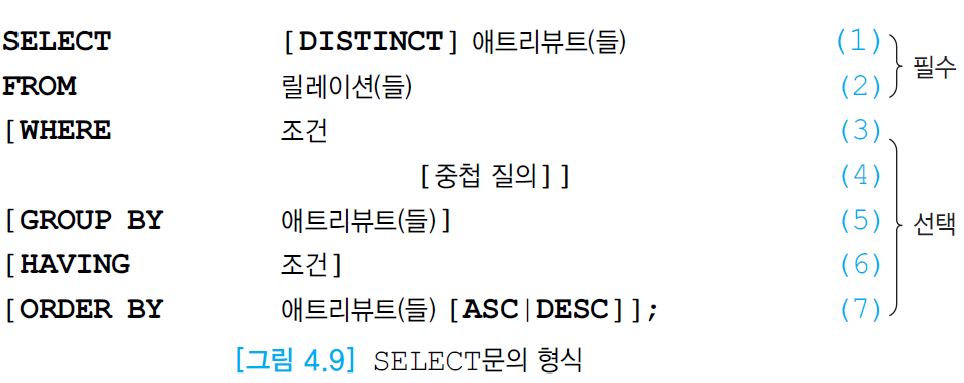 SELECT [DISTINCT] 애트리뷰트(들) (1)
FROM 릴레이션(들) (2) 필수
[WHERE 조건 (3)
[중첩 질의]] (4)
[GROUP BY 애트리뷰트(들)] (5) 선택
[HAVING 조건] (6)
[ORDER BY 애트리뷰트(들) [ASC|DESC]]; (7)
[그림 4.9] SELECT문의 형식